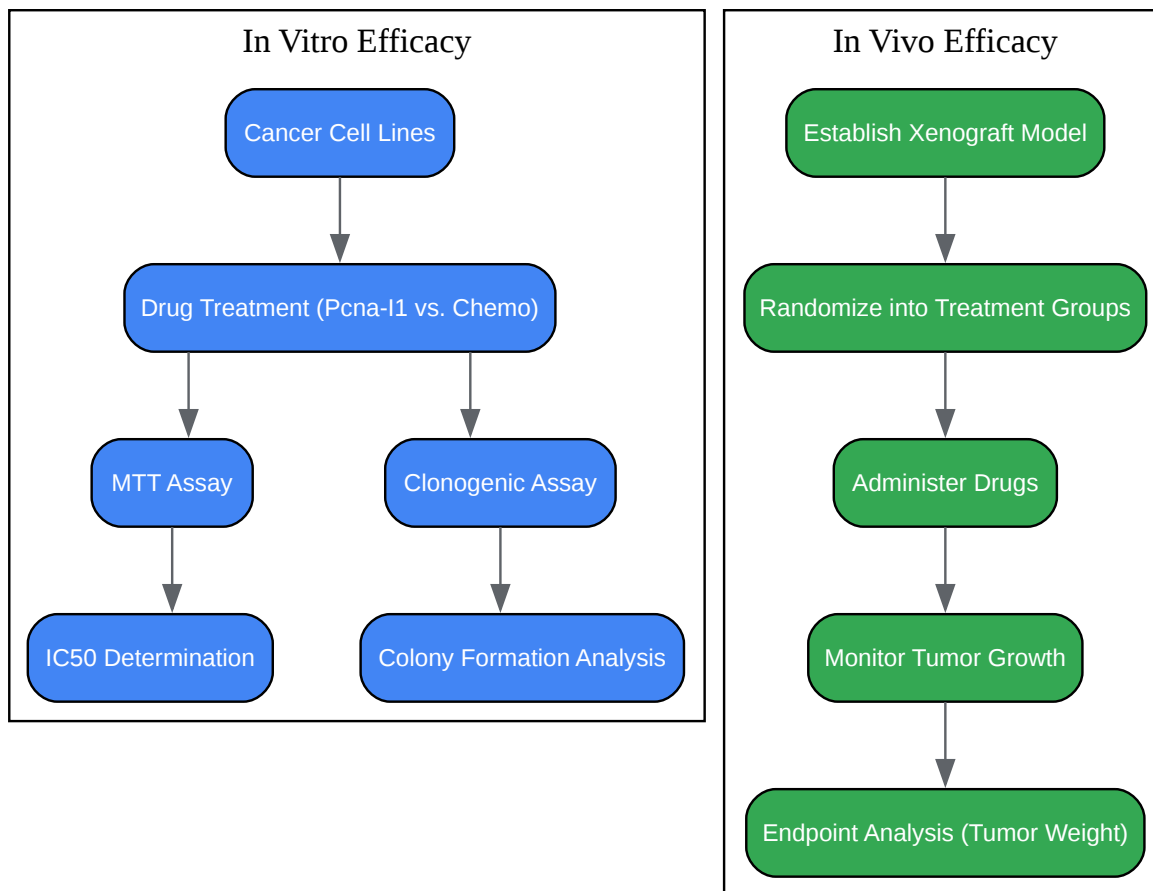 In Vitro Efficacy
Cancer Cell Lines
Drug Treatment (Pcna-I1 vs. Chemo)
MTT Assay
Clonogenic Assay
IC50 Determination
Colony Formation Analysis
In Vivo Efficacy
Establish Xenograft Model
Randomize into Treatment Groups
Administer Drugs
Monitor Tumor Growth
Endpoint Analysis (Tumor Weight)